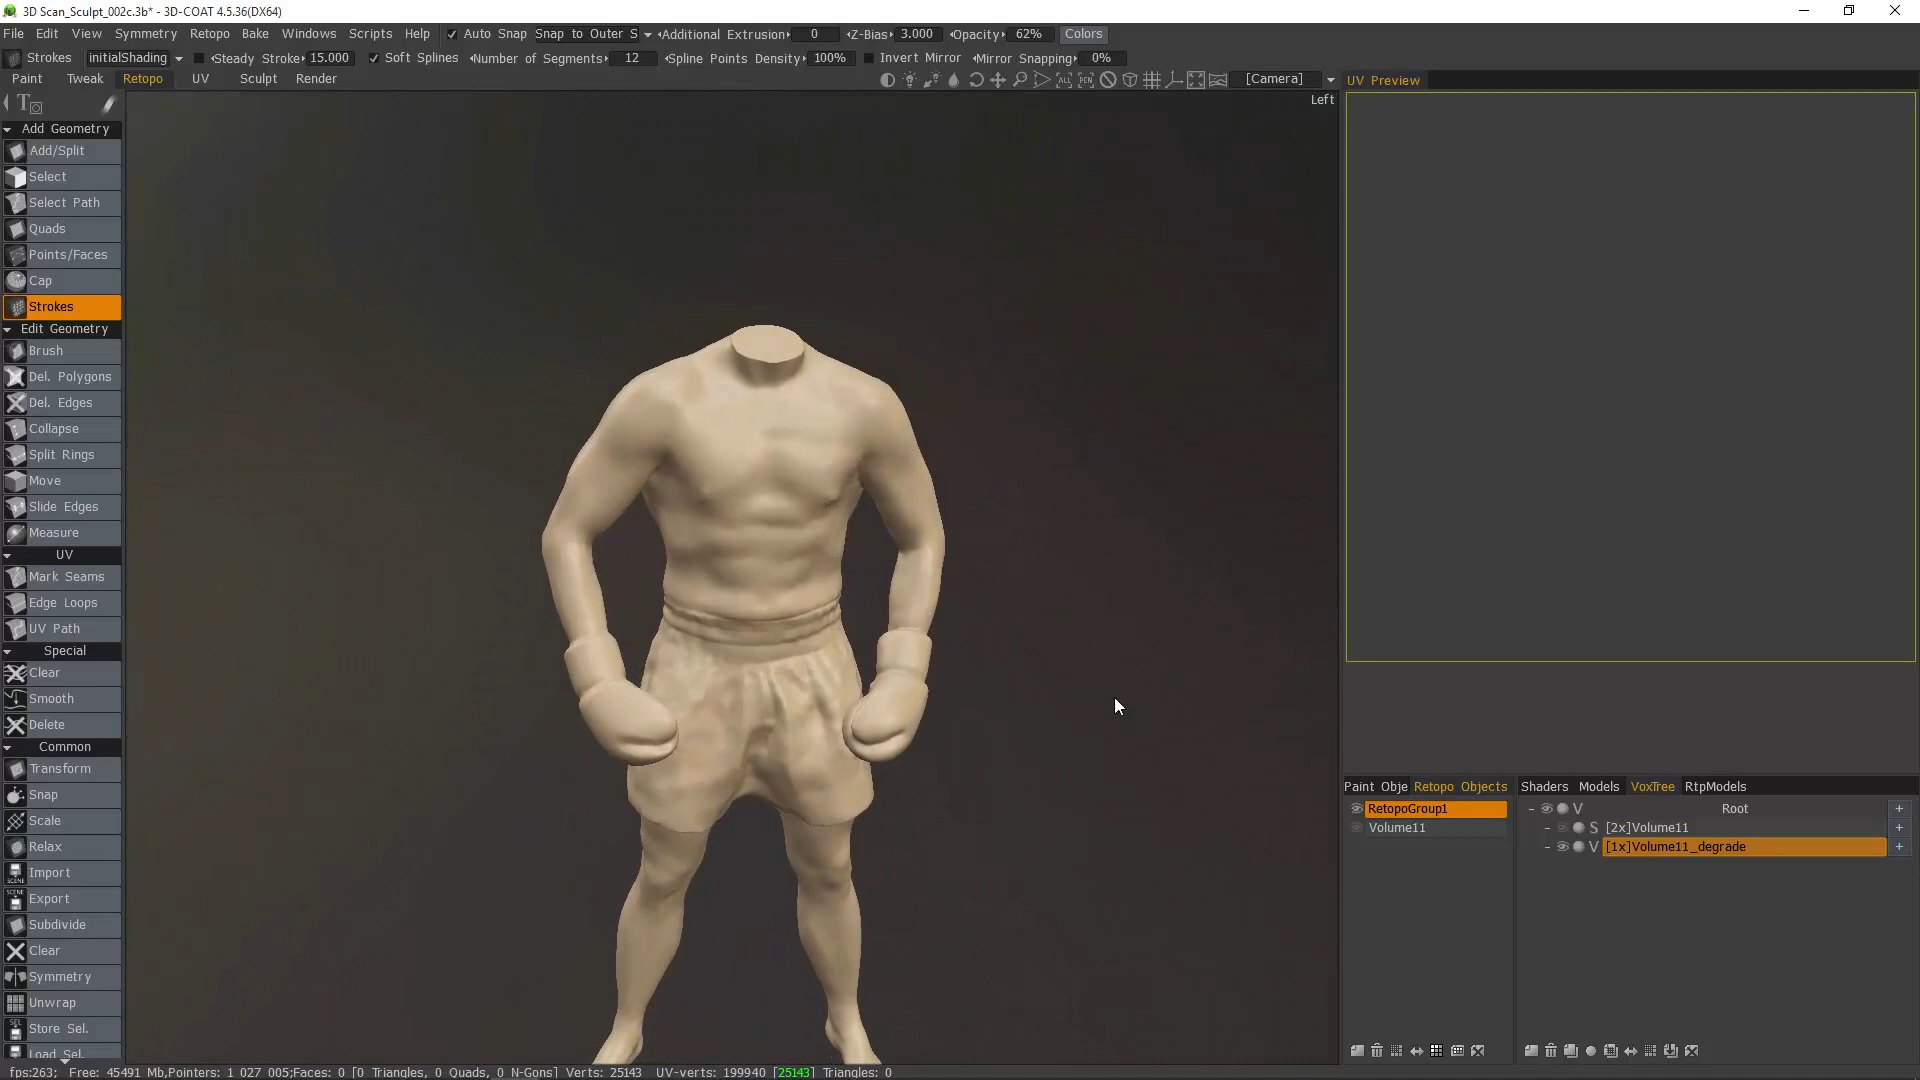 3D Scan_Sculpt_002c.3b* - 3D-COAT 4.5.36(DX64)
File Edit View Symmetry Retopo Bake Windows Scripts Help Auto Snap Snap to Outer S Additional Extrusion 0 Z-Bias 3.000 Opacity 62% Colors
Strokes initialShading Steady Stroke 15.000 Soft Splines Number of Segments 12 Spline Points Density 100% Invert Mirror Mirror Snapping 0%
Paint Tweak Retopo UV Sculpt Render ALL PEN [Camera] UV Preview
Left
Add Geometry
Add/Split
Select
Select Path
Quads
Points/Faces
Cap
Strokes
Edit Geometry
Brush
Del. Polygons
Del. Edges
Collapse
Split Rings
Move
Slide Edges
Measure
UV
Mark Seams
Edge Loops
UV Path
Special
Clear
Smooth
Delete
Common
Transform
Snap
Scale
Relax
SCENE Import
SCENE Export
Subdivide
Clear
Symmetry
Unwrap
SEL Store Sel.
SEL Load Sel.
Paint Obje Retopo Objects Shaders Models VoxTree RtpModels
RetopoGroup1
Volume11
V Root +
S [2x]Volume11 +
V [1x]Volume11_degrade +
fps:263; Free: 45491 Mb,Pointers: 1 027 005;Faces: 0 [0 Triangles, 0 Quads, 0 N-Gons] Verts: 25143 UV-verts: 199940 [25143] Triangles: 0